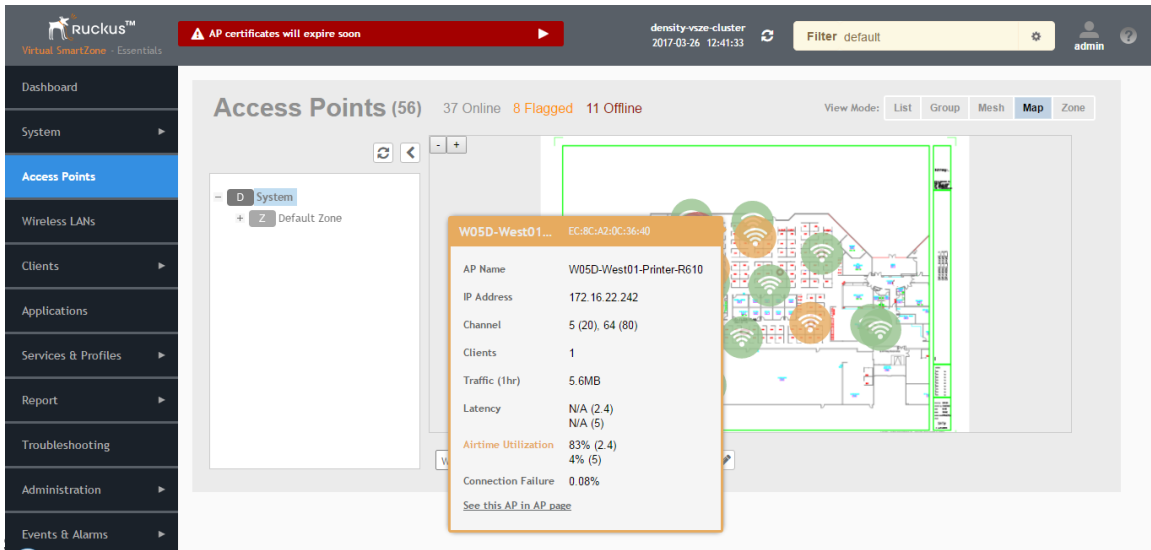 RUCKUS™
Virtual SmartZone - Essentials
AP certificates will expire soon
density-vsze-cluster
2017-03-26 12:41:33
Filter default
admin
Dashboard
System
Access Points
Wireless LANs
Clients
Applications
Services & Profiles
Report
Troubleshooting
Administration
Events & Alarms
Access Points (56) 37 Online 8 Flagged 11 Offline
View Mode: List Group Mesh Map Zone
- +
D System
Z Default Zone
W05D-West01... EC:8C:A2:0C:36:40
AP Name W05D-West01-Printer-R610
IP Address 172.16.22.242
Channel 5 (20), 64 (80)
Clients 1
Traffic (1hr) 5.6MB
Latency N/A (2.4)
N/A (5)
Airtime Utilization 83% (2.4)
4% (5)
Connection Failure 0.08%
See this AP in AP page